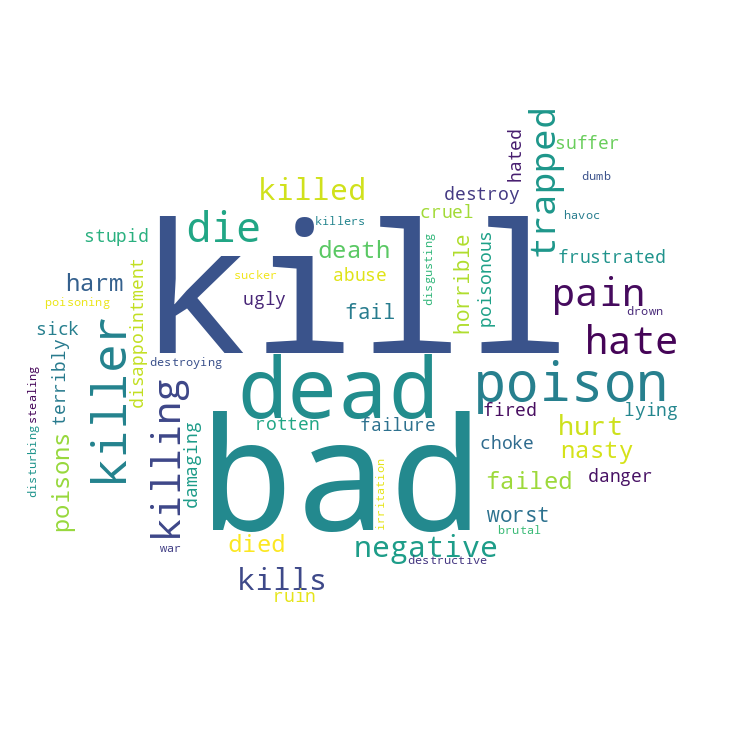 kill
bad
dead
poison
killer
die
killed
trapped
suffer
dumb
hated
havoc
destroy
cruel
killers
stupid
death
frustrated
harm
sucker
abuse
disgusting
horrible
poisonous
pain
poisoning
ugly
fail
drown
sick
disappointment
hate
destroying
terribly
stealing
killing
rotten
failure
fired
lying
hurt
choke
nasty
disturbing
poisons
damaging
irritation
failed
danger
worst
brutal
war
died
negative
destructive
kills
ruin